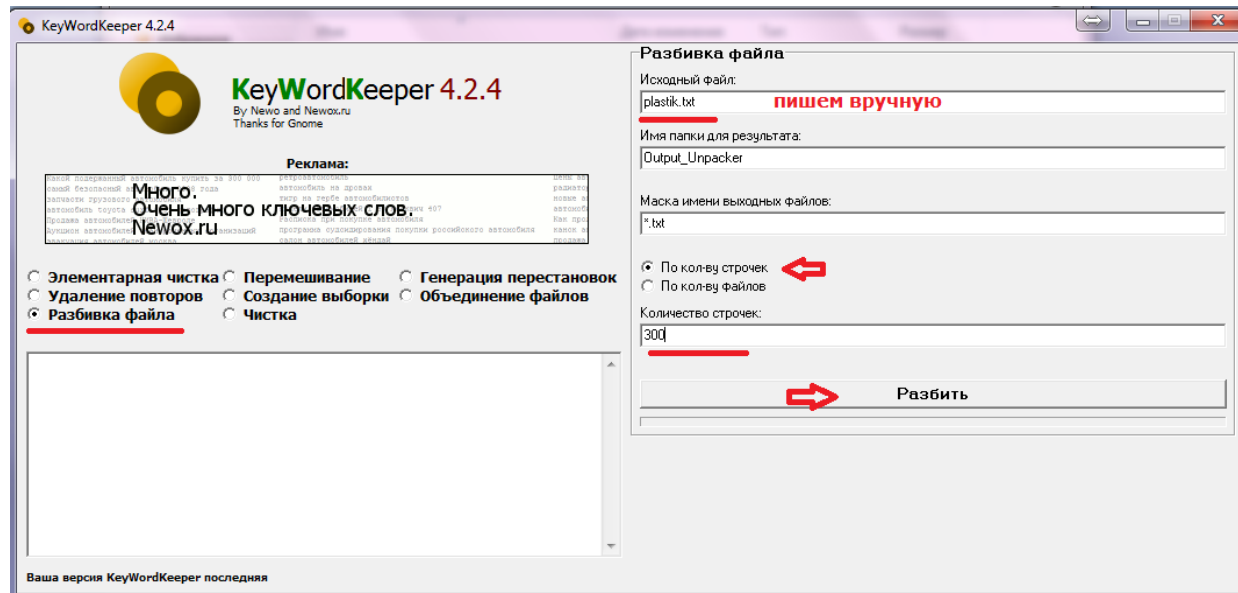 KeyWordKeeper 4.2.4
KeyWordKeeper 4.2.4
By Newo and Newox.ru
Thanks for Gnome
Реклама:
Много.
Очень много ключевых слов.
Newox.ru
Элементарная чистка Перемешивание Генерация перестановок
Удаление повторов Создание выборки Объединение файлов
Разбивка файла Чистка
Ваша версия KeyWordKeeper последняя
Разбивка файла
Исходный файл:
plastik.txt пишем вручную
Имя папки для результата:
Output_Unpacker
Маска имени выходных файлов:
*.txt
По кол-ву строчек
По кол-ву файлов
Количество строчек:
300
Разбить